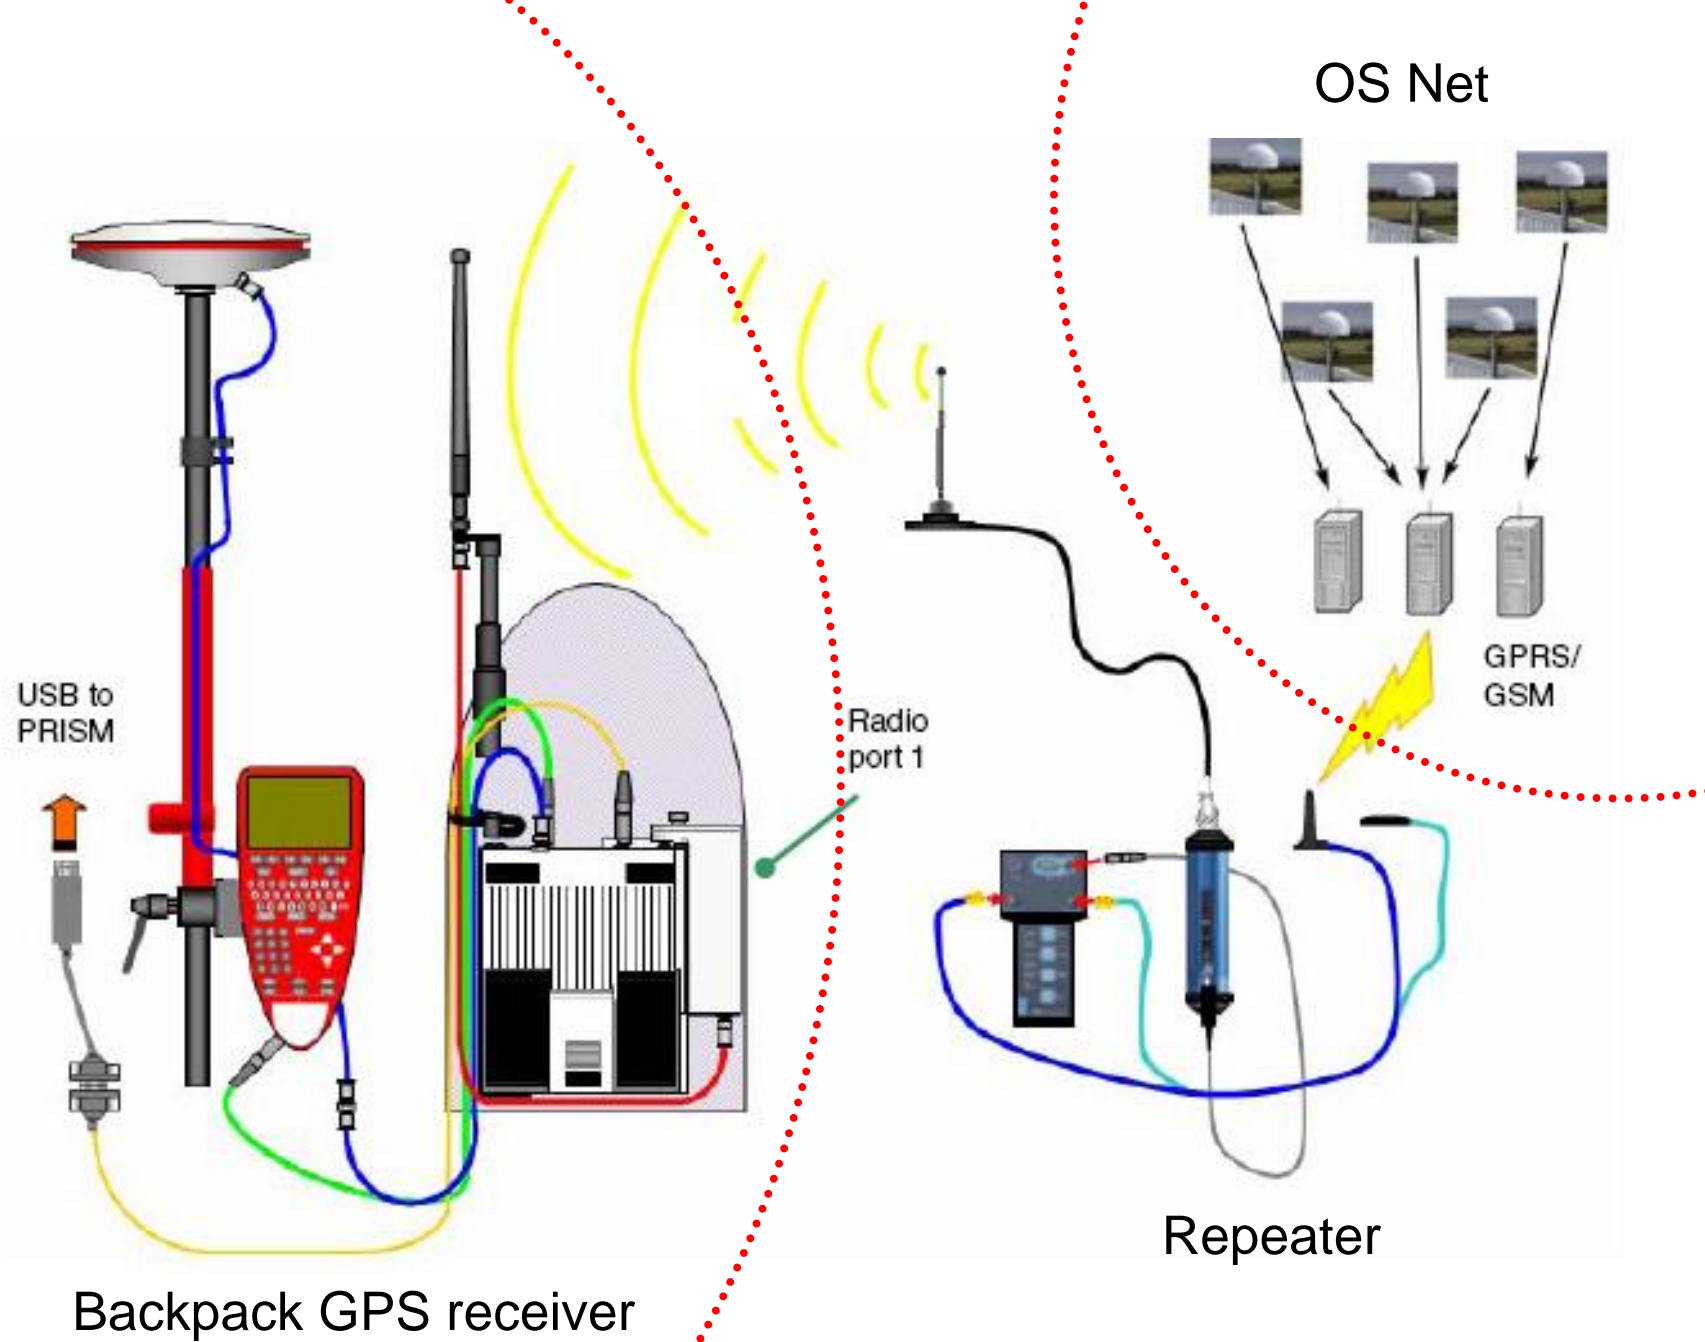 OS Net
GPRS/
GSM
USB to
PRISM
Radio
port 1
Repeater
Backpack GPS receiver